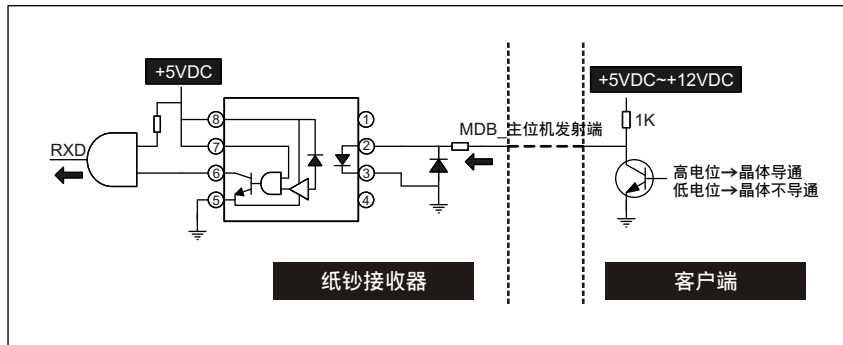 +5VDC
+5VDC~+12VDC
1K
MDB_主位机发射端
RXD
8
7
6
5
1
2
3
4
高电位→晶体导通
低电位→晶体不导通
纸钞接收器
客户端